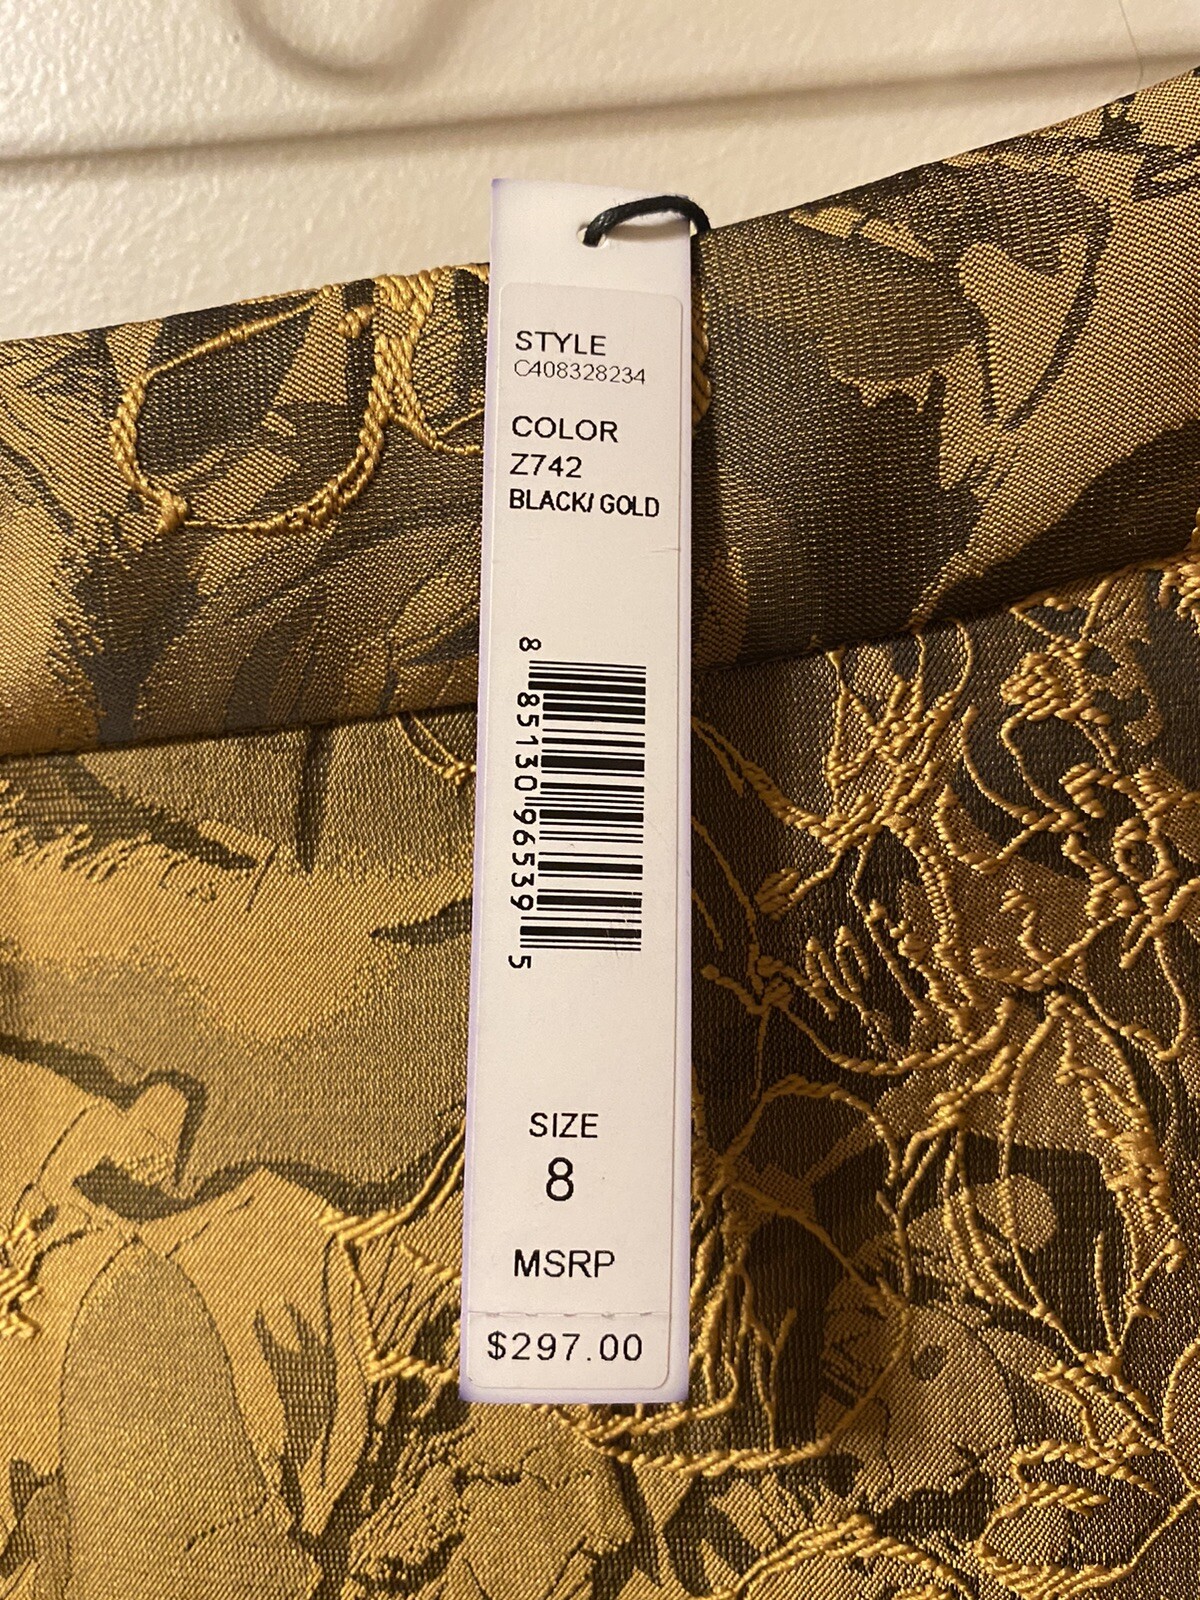 STYLE
C408328234
COLOR
Z742
BLACK/ GOLD
8 85130 96539 5
SIZE
8
MSRP
$297.00